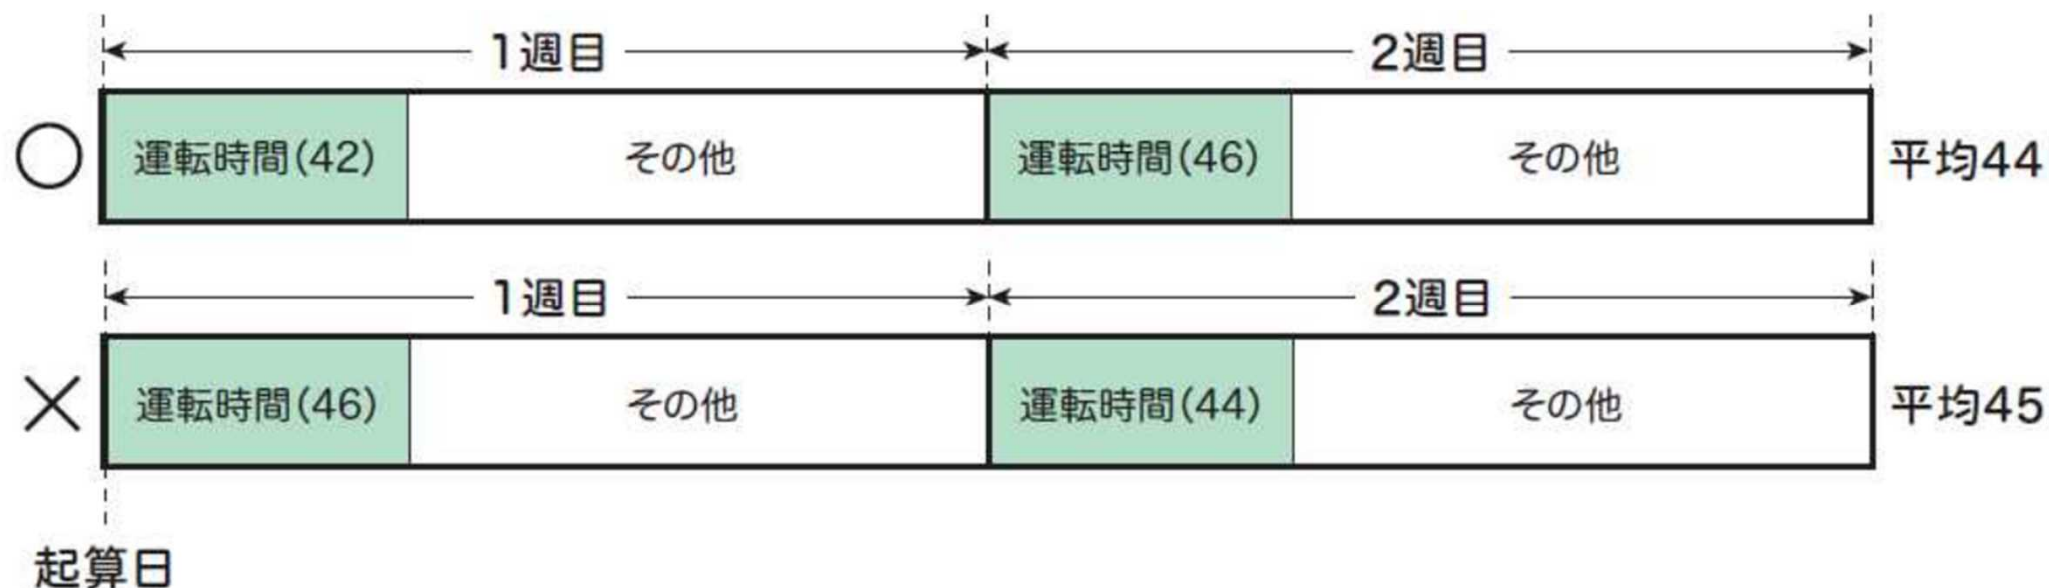 1週目 2週目
○ 運転時間(42) その他 運転時間(46) その他 平均44
1週目 2週目
× 運転時間(46) その他 運転時間(44) その他 平均45
起算日